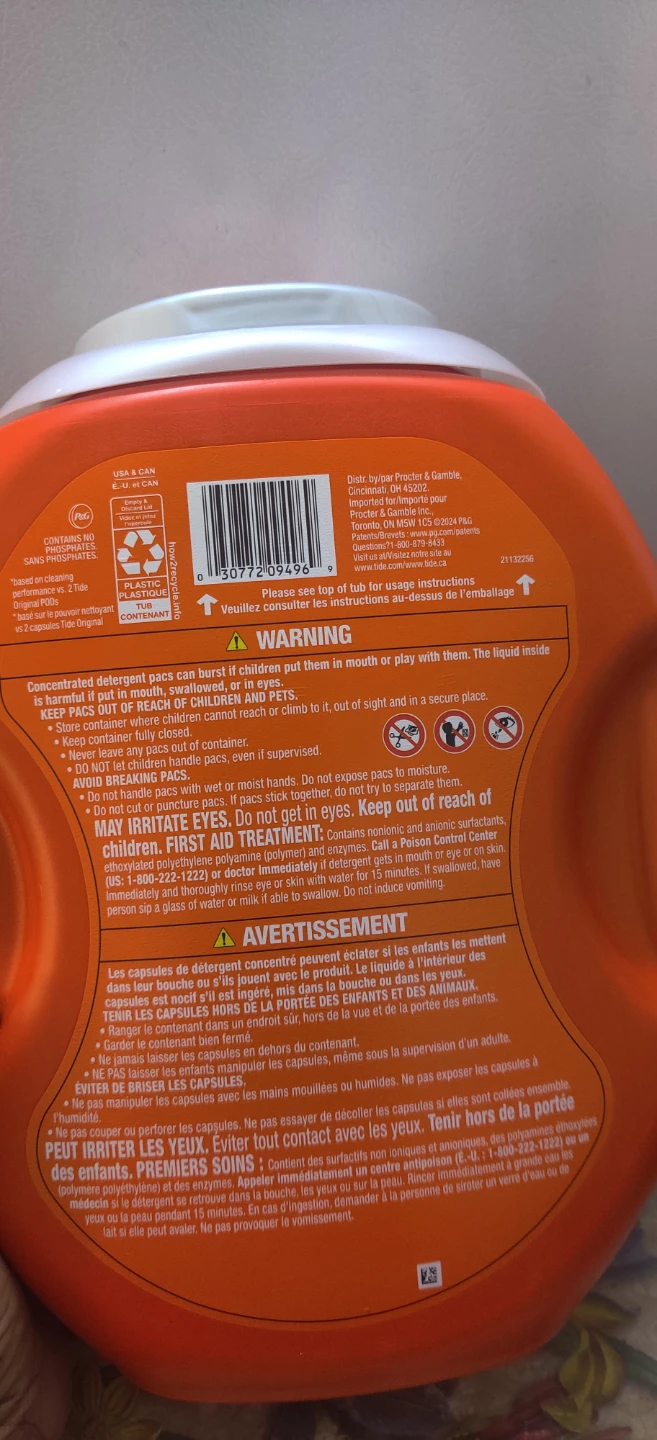 USA & CAN
É.-U. et CAN
Empty &
Discard Lid
Videz et jetez
l'opercule
PLASTIC
PLASTIQUE
TUB
CONTENANT
how2recycle.info
P&G
CONTAINS NO
PHOSPHATES.
SANS PHOSPHATES.
*based on cleaning
performance vs. 2 Tide
Original PODs
*basé sur le pouvoir nettoyant
vs 2 capsules Tide Original
0 30772 09496 9
Distr. by/par Procter & Gamble,
Cincinnati, OH 45202.
Imported for/Importé pour
Procter & Gamble Inc.,
Toronto, ON M5W 1C5 ©2024 P&G
Patents/Brevets : www.pg.com/patents
Questions? 1-800-879-8433
Visit us at/Visitez notre site au
www.tide.com/www.tide.ca
21132256
Please see top of tub for usage instructions
Veuillez consulter les instructions au-dessus de l'emballage
WARNING
Concentrated detergent pacs can burst if children put them in mouth or play with them. The liquid inside
is harmful if put in mouth, swallowed, or in eyes.
KEEP PACS OUT OF REACH OF CHILDREN AND PETS.
• Store container where children cannot reach or climb to it, out of sight and in a secure place.
• Keep container fully closed.
• Never leave any pacs out of container.
• DO NOT let children handle pacs, even if supervised.
AVOID BREAKING PACS.
• Do not handle pacs with wet or moist hands. Do not expose pacs to moisture.
• Do not cut or puncture pacs. If pacs stick together, do not try to separate them.
MAY IRRITATE EYES. Do not get in eyes. Keep out of reach of
children. FIRST AID TREATMENT: Contains nonionic and anionic surfactants,
ethoxylated polyethylene polyamine (polymer) and enzymes. Call a Poison Control Center
(US: 1-800-222-1222) or doctor immediately if detergent gets in mouth or eye or on skin.
Immediately and thoroughly rinse eye or skin with water for 15 minutes. If swallowed, have
person sip a glass of water or milk if able to swallow. Do not induce vomiting.
AVERTISSEMENT
Les capsules de détergent concentré peuvent éclater si les enfants les mettent
dans leur bouche ou s'ils jouent avec le produit. Le liquide à l'intérieur des
capsules est nocif s'il est ingéré, mis dans la bouche ou dans les yeux.
TENIR LES CAPSULES HORS DE LA PORTÉE DES ENFANTS ET DES ANIMAUX.
• Ranger le contenant dans un endroit sûr, hors de la vue et de la portée des enfants.
• Garder le contenant bien fermé.
• Ne jamais laisser les capsules en dehors du contenant.
• NE PAS laisser les enfants manipuler les capsules, même sous la supervision d'un adulte.
ÉVITER DE BRISER LES CAPSULES.
• Ne pas manipuler les capsules avec les mains mouillées ou humides. Ne pas exposer les capsules à
l'humidité.
• Ne pas couper ou perforer les capsules. Ne pas essayer de décoller les capsules si elles sont collées ensemble.
PEUT IRRITER LES YEUX. Éviter tout contact avec les yeux. Tenir hors de la portée
des enfants. PREMIERS SOINS : Contient des surfactifs non ioniques et anioniques, des polyamines éthoxylées
(polymère polyéthylène) et des enzymes. Appeler immédiatement un centre antipoison (É.-U. : 1-800-222-1222) ou un
médecin si le détergent se retrouve dans la bouche, les yeux ou sur la peau. Rincer immédiatement à grande eau les
yeux ou la peau pendant 15 minutes. En cas d'ingestion, demander à la personne de siroter un verre d'eau ou de
lait si elle peut avaler. Ne pas provoquer le vomissement.